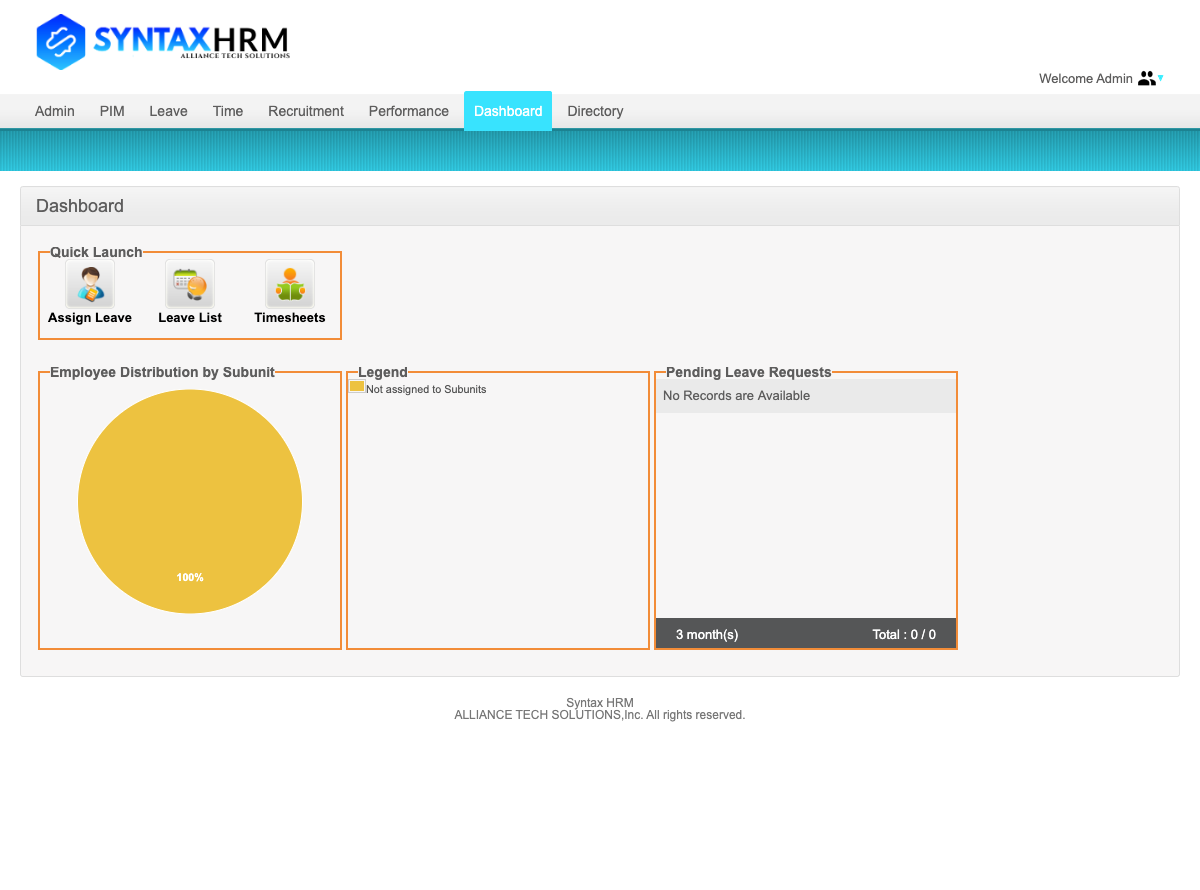 SYNTAXHRM
ALLIANCE TECH SOLUTIONS
Welcome Admin
Admin PIM Leave Time Recruitment Performance Dashboard Directory
Dashboard
Quick Launch
Assign Leave Leave List Timesheets
Employee Distribution by Subunit
100%
Legend
Not assigned to Subunits
Pending Leave Requests
No Records are Available
3 month(s) Total : 0 / 0
Syntax HRM
ALLIANCE TECH SOLUTIONS,Inc. All rights reserved.